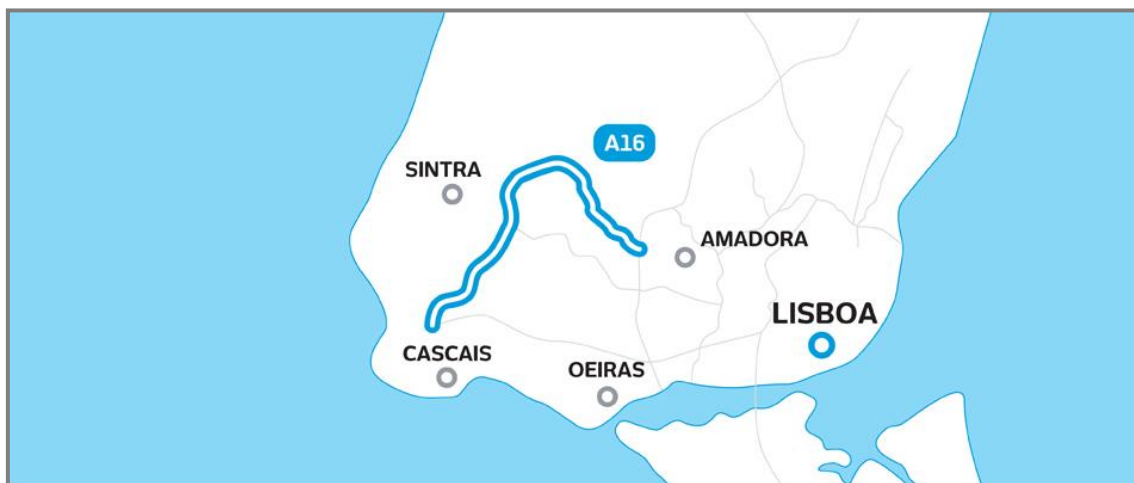 A16
SINTRA
AMADORA
LISBOA
CASCAIS
OEIRAS